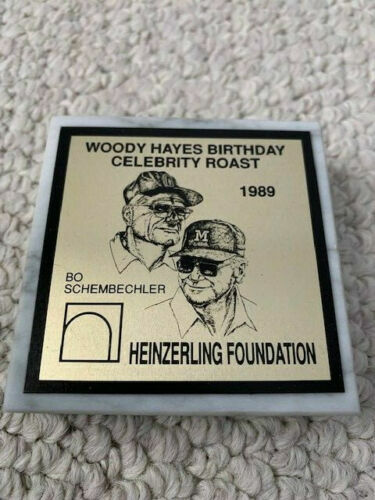 WOODY HAYES BIRTHDAY
CELEBRITY ROAST
1989
M
BO
SCHEMBECHLER
HEINZERLING FOUNDATION